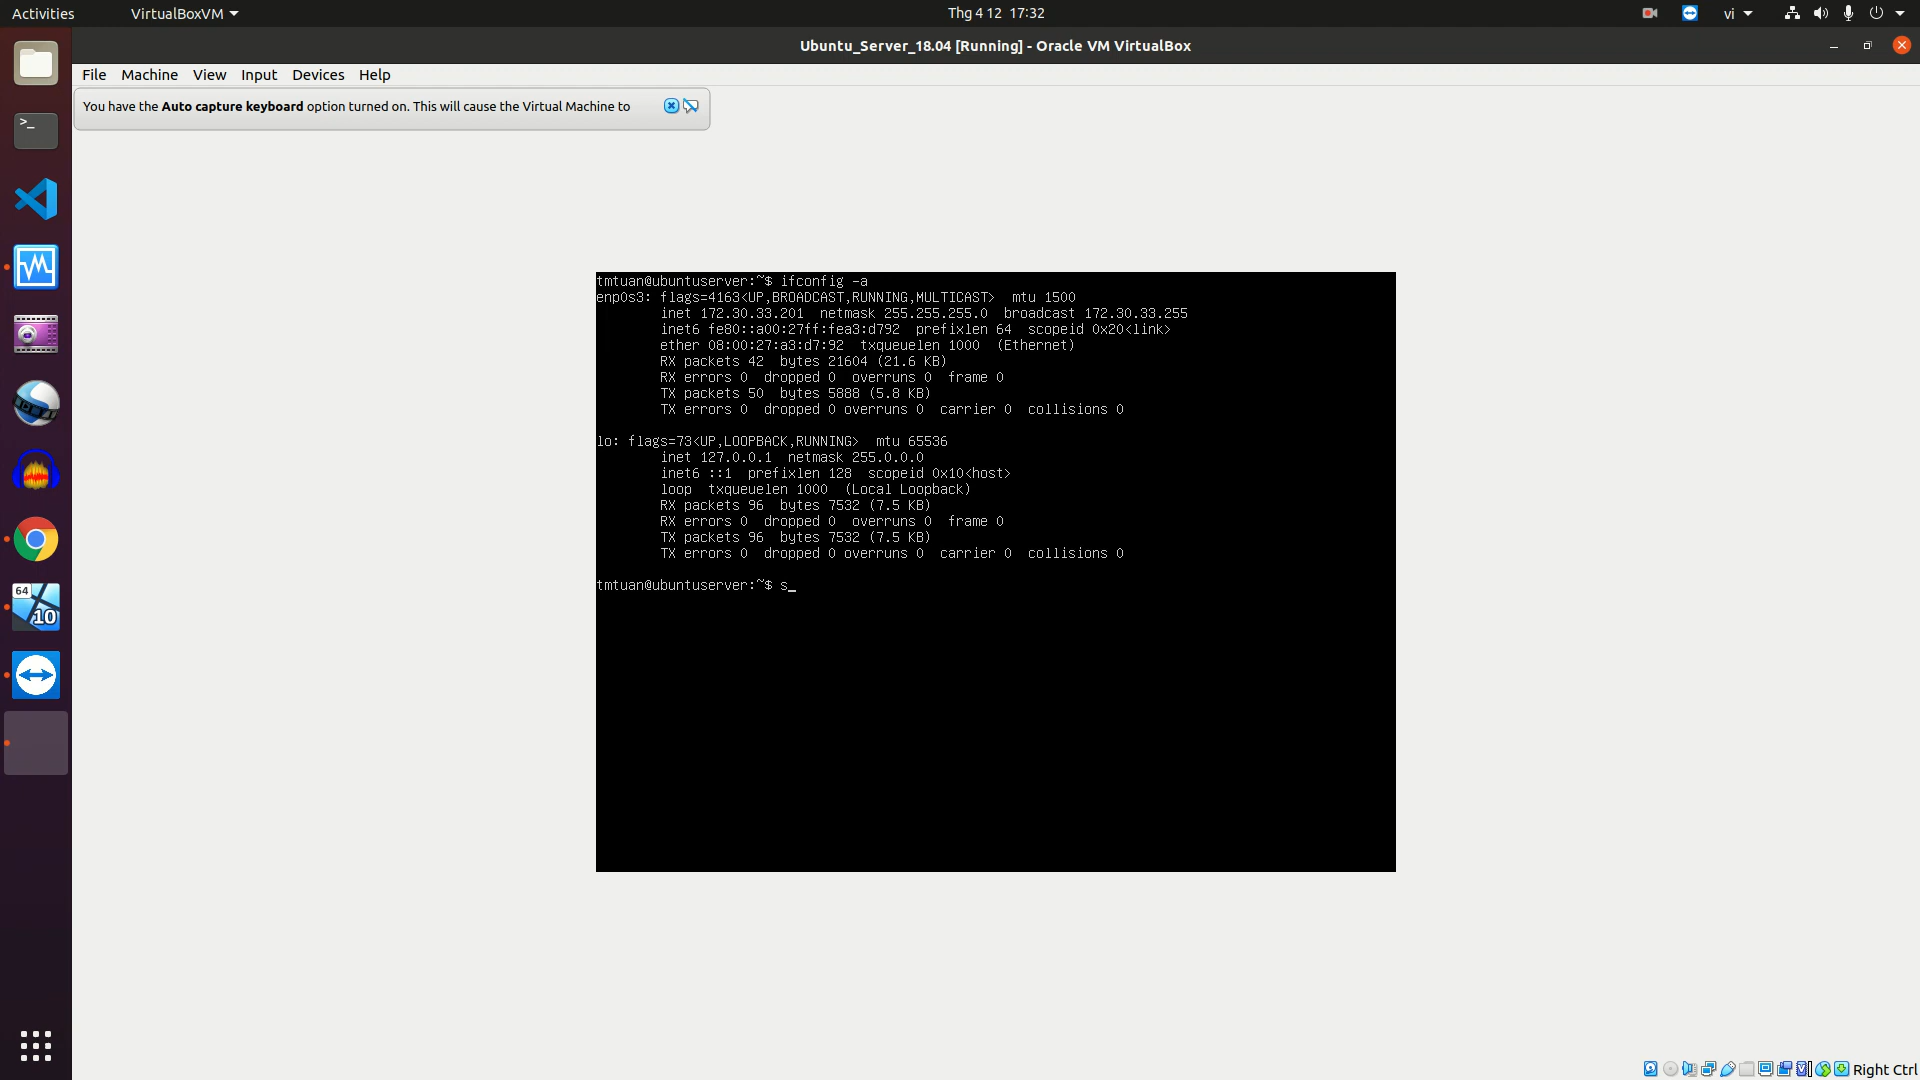 Activities
VirtualBoxVM
Thg 4 12 17:32
vi
Ubuntu_Server_18.04 [Running] - Oracle VM VirtualBox
File Machine View Input Devices Help
You have the Auto capture keyboard option turned on. This will cause the Virtual Machine to
>_
tmtuan@ubuntuserver:~$ ifconfig -a
enp0s3: flags=4163<UP,BROADCAST,RUNNING,MULTICAST>  mtu 1500
        inet 172.30.33.201  netmask 255.255.255.0  broadcast 172.30.33.255
        inet6 fe80::a00:27ff:fea3:d792  prefixlen 64  scopeid 0x20<link>
        ether 08:00:27:a3:d7:92  txqueuelen 1000  (Ethernet)
        RX packets 42  bytes 21604 (21.6 KB)
        RX errors 0  dropped 0  overruns 0  frame 0
        TX packets 50  bytes 5888 (5.8 KB)
        TX errors 0  dropped 0 overruns 0  carrier 0  collisions 0
lo: flags=73<UP,LOOPBACK,RUNNING>  mtu 65536
        inet 127.0.0.1  netmask 255.0.0.0
        inet6 ::1  prefixlen 128  scopeid 0x10<host>
        loop  txqueuelen 1000  (Local Loopback)
        RX packets 96  bytes 7532 (7.5 KB)
        RX errors 0  dropped 0  overruns 0  frame 0
        TX packets 96  bytes 7532 (7.5 KB)
        TX errors 0  dropped 0 overruns 0  carrier 0  collisions 0
tmtuan@ubuntuserver:~$ s_
64
10
Right Ctrl